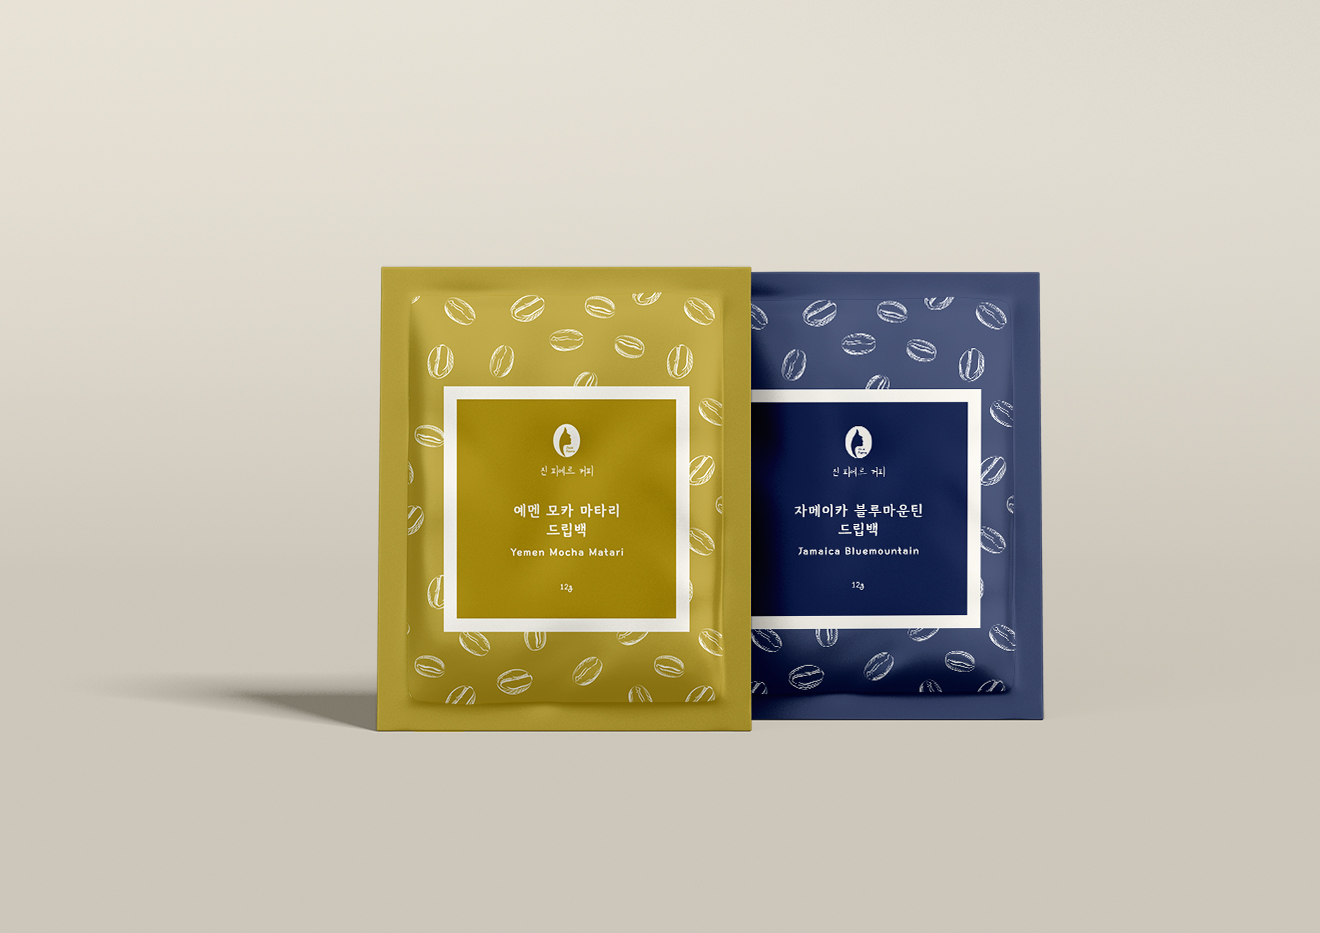 신 피에르 커피
예멘 모카 마타리
드립백
Yemen Mocha Matari
12g
신 피에르 커피
자메이카 블루마운틴
드립백
Jamaica Bluemountain
12g